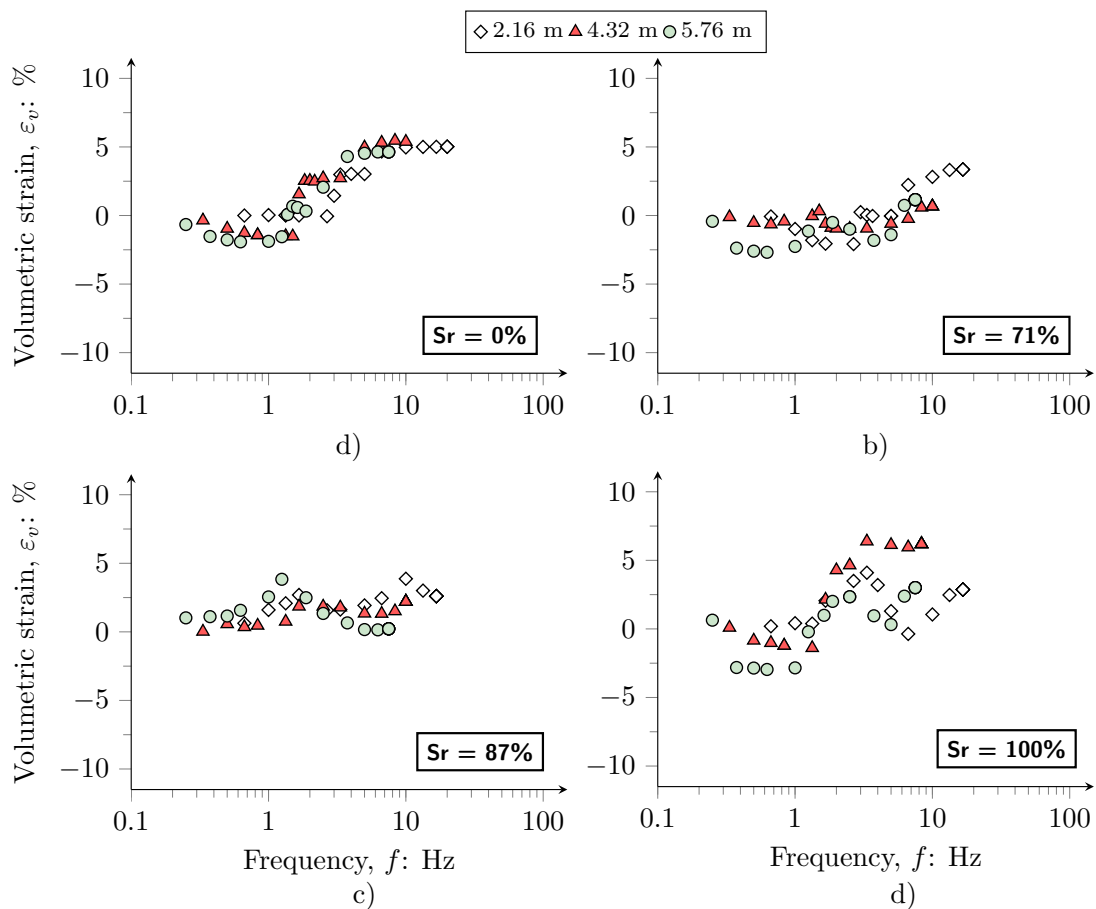 2.16 m 4.32 m 5.76 m
Volumetric strain, εv: %
10
5
0
−5
−10
Sr = 0%
0.1 1 10 100
d)
10
5
0
−5
−10
Sr = 71%
0.1 1 10 100
b)
Volumetric strain, εv: %
10
5
0
−5
−10
Sr = 87%
0.1 1 10 100
Frequency, f: Hz
c)
10
5
0
−5
−10
Sr = 100%
0.1 1 10 100
Frequency, f: Hz
d)